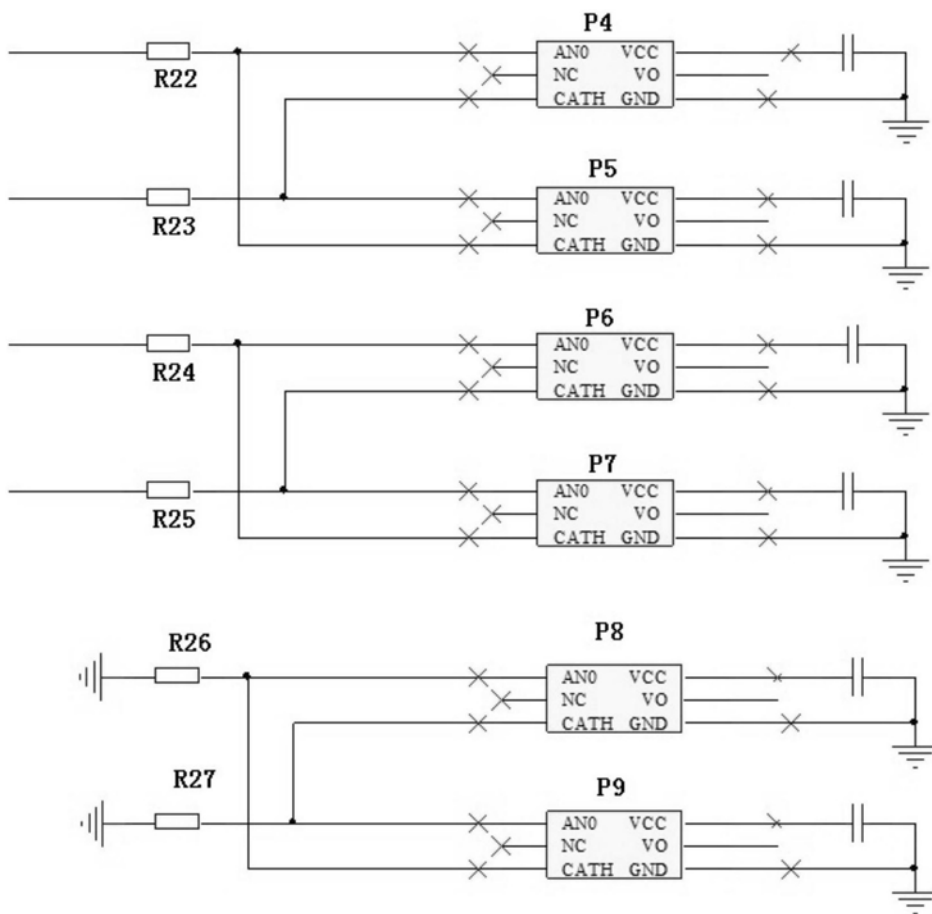 P4
AN0 VCC
R22
NC VO
CATH GND
P5
AN0 VCC
R23
NC VO
CATH GND
P6
AN0 VCC
R24
NC VO
CATH GND
P7
AN0 VCC
R25
NC VO
CATH GND
P8
R26
AN0 VCC
NC VO
CATH GND
R27
P9
AN0 VCC
NC VO
CATH GND